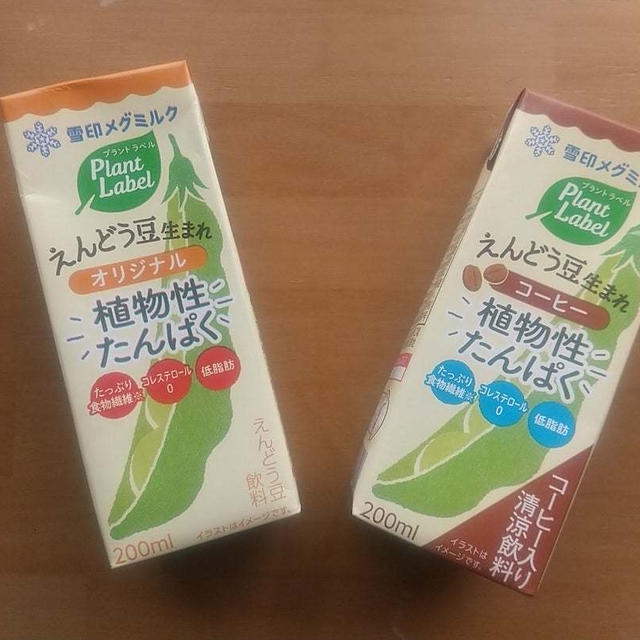 雪印メグミルク
プラントラベル
Plant
Label
えんどう豆生まれ
オリジナル
植物性
たんぱく
たっぷり
食物繊維※
コレステロール
0
低脂肪
えんどう豆
飲料
イラストはイメージです。
200ml
雪印メグミ
プラントラベル
Plant
Label
えんどう豆生まれ
コーヒー
植物性
たんぱく
たっぷり
食物繊維※
コレステロール
0
低脂肪
コーヒー入り
清涼飲料
200ml
イラストは
イメージです。